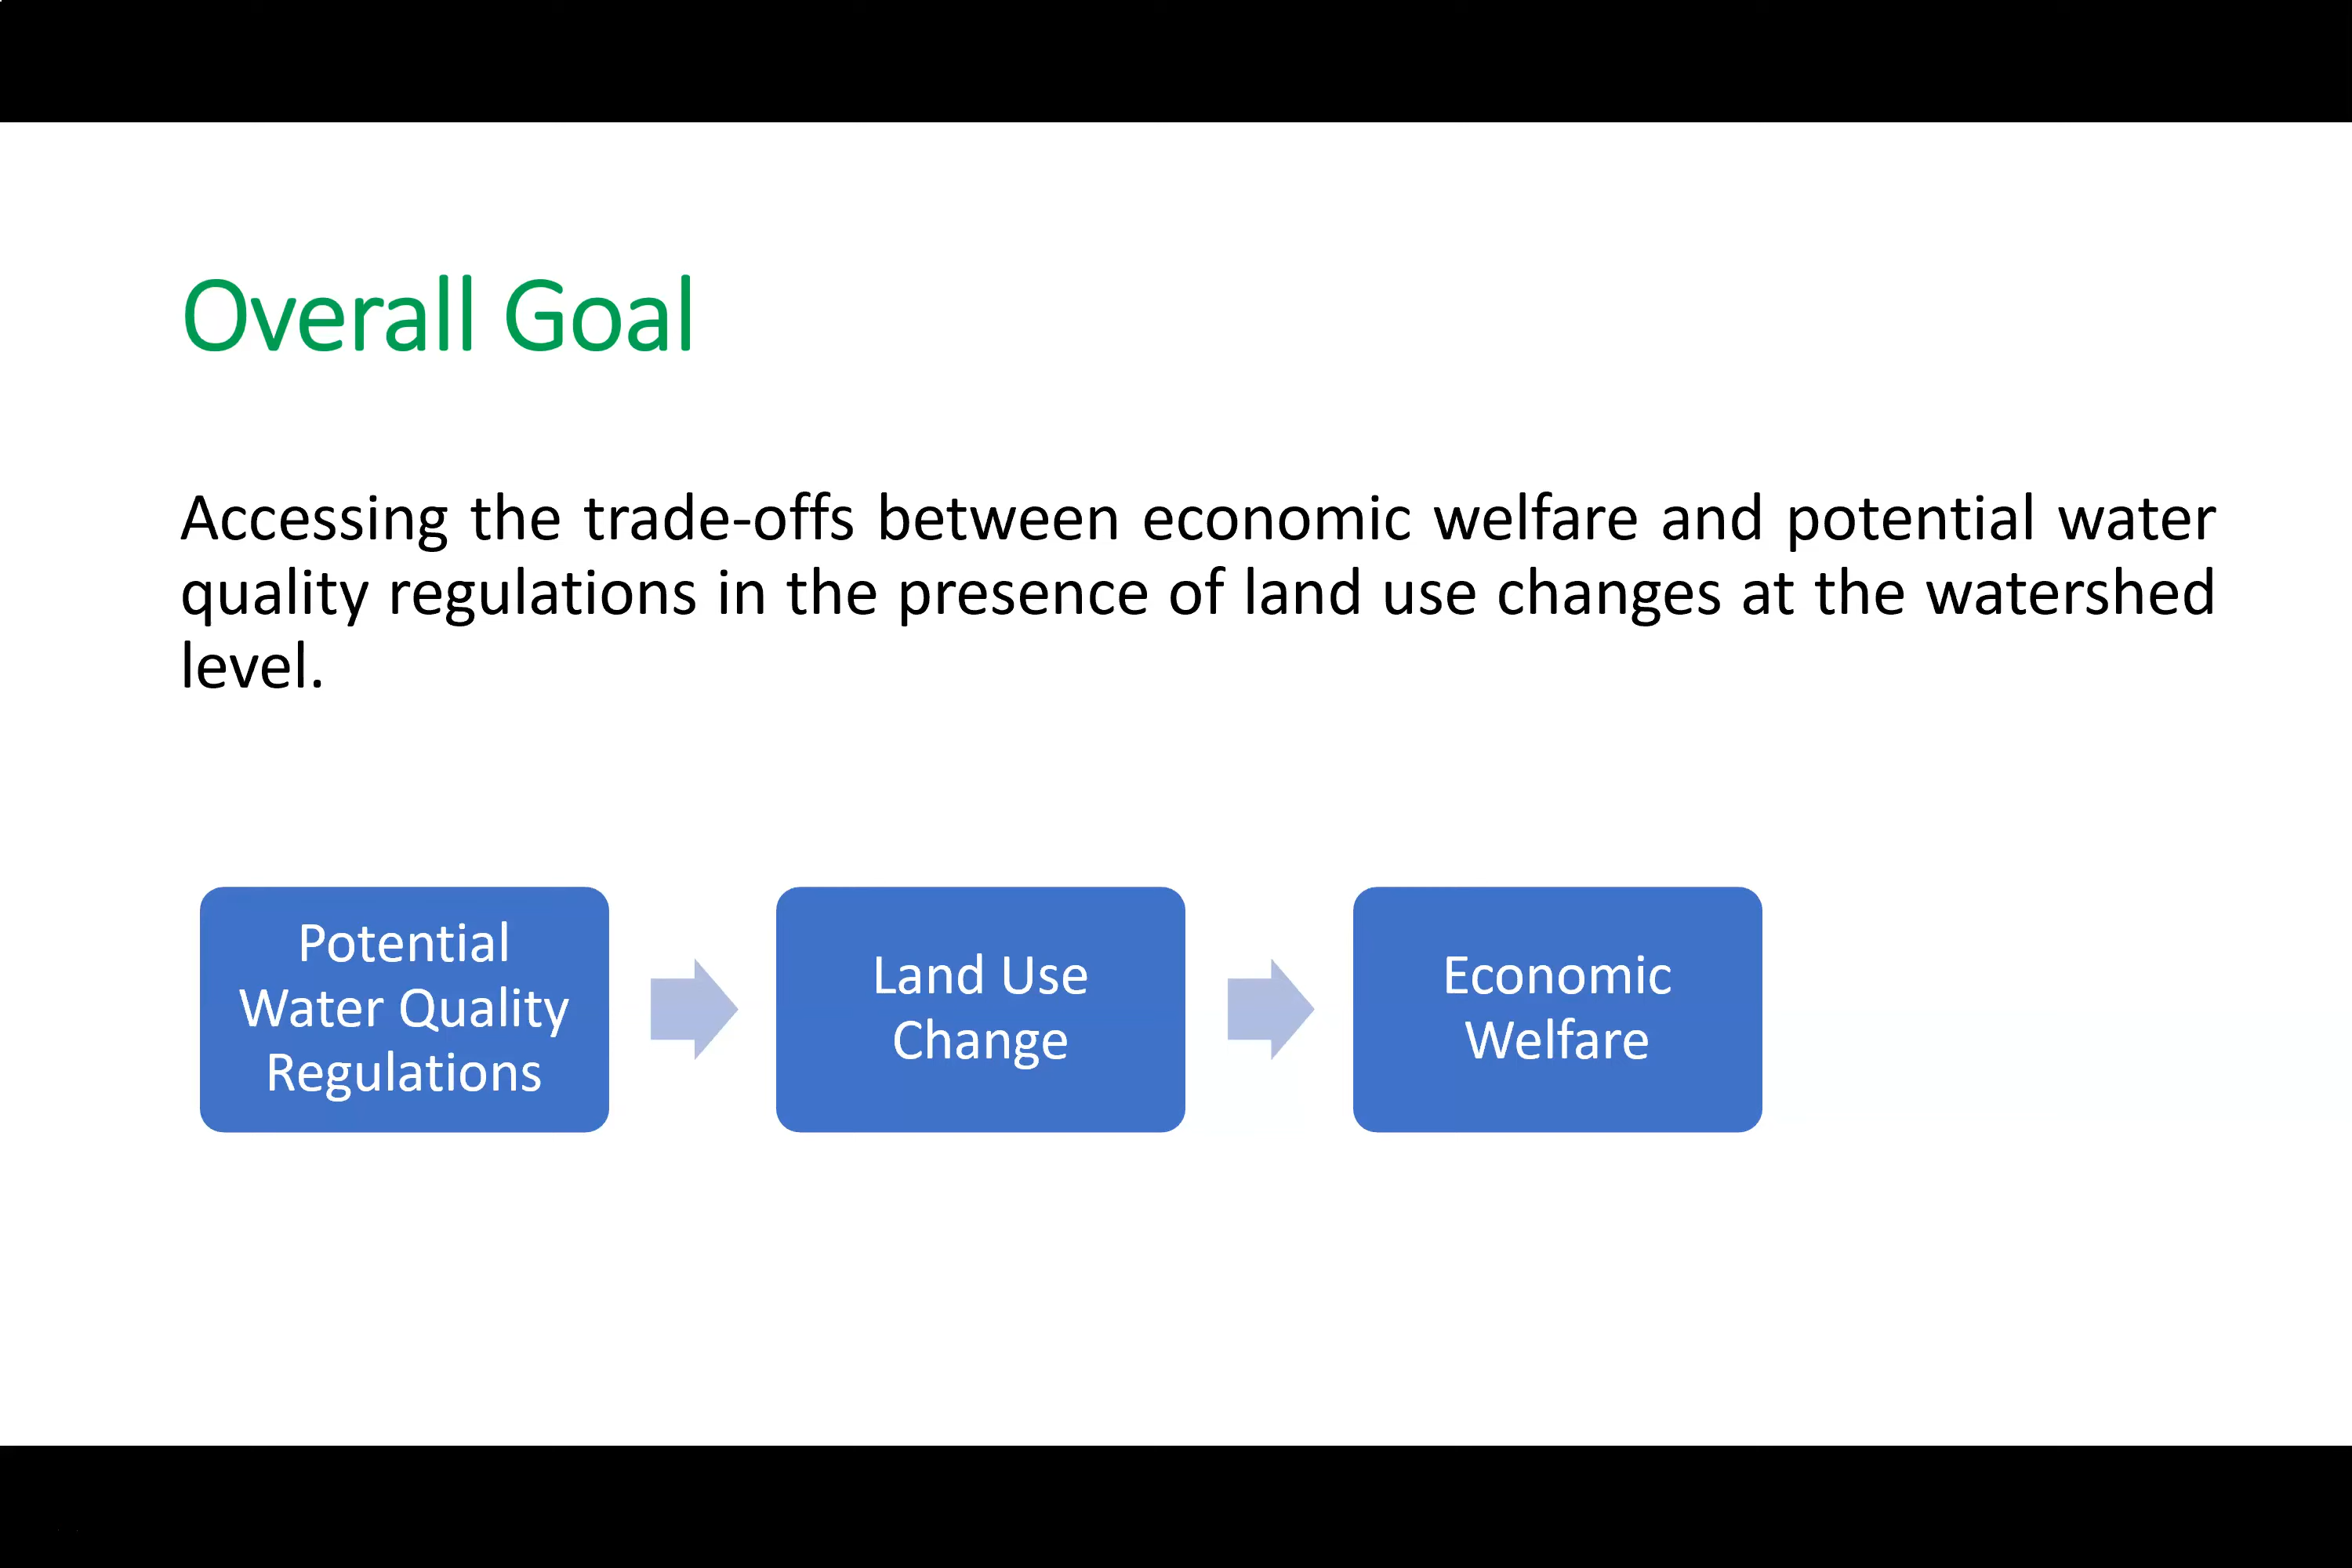 Overall Goal
Accessing the trade-offs between economic welfare and potential water
quality regulations in the presence of land use changes at the watershed
level.
Potential
Water Quality
Regulations
Land Use
Change
Economic
Welfare